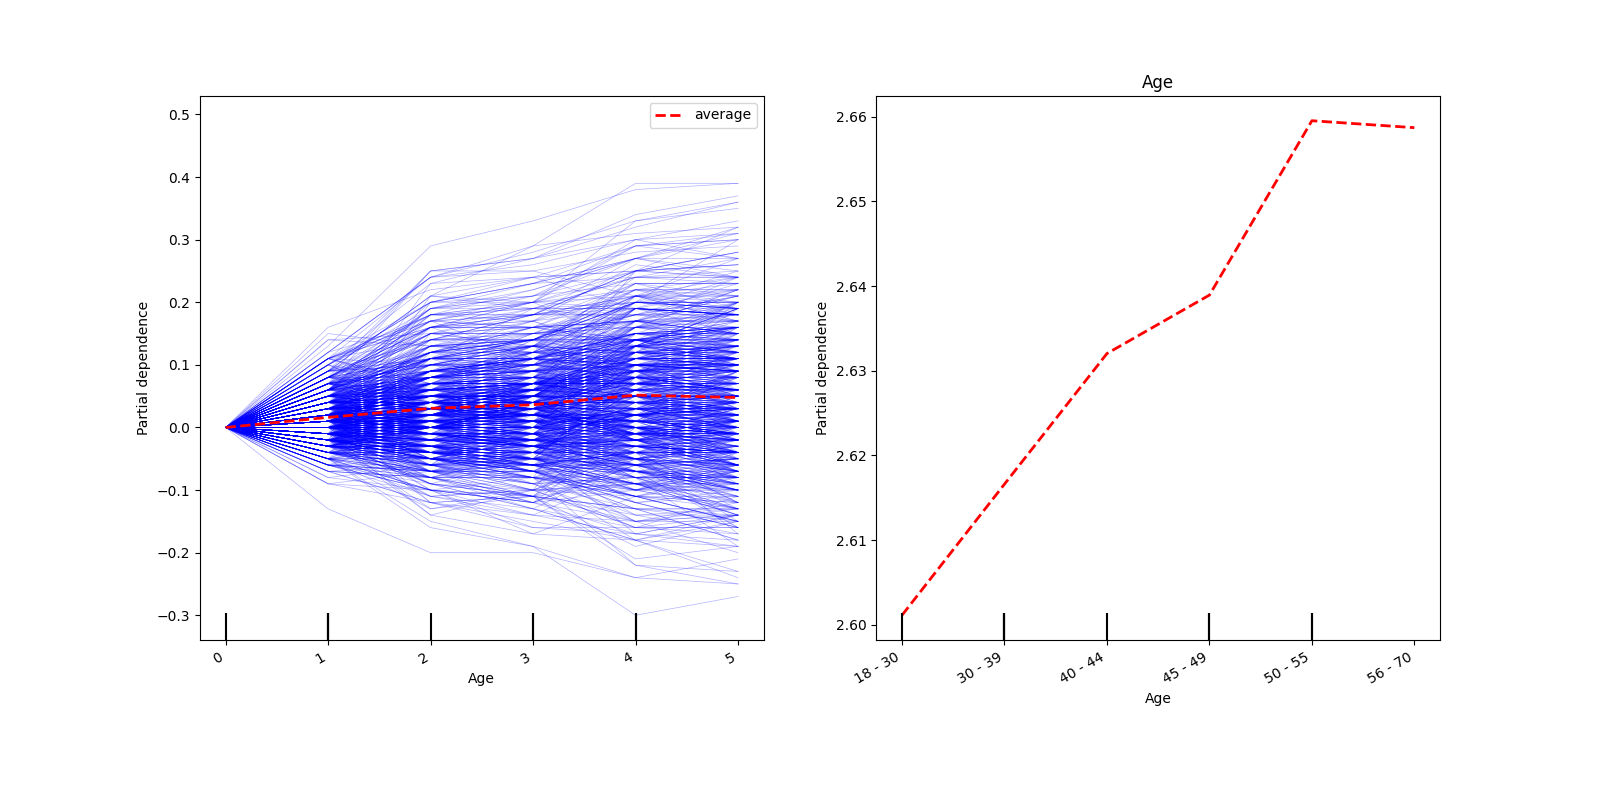 average
0.5
0.4
0.3
0.2
0.1
0.0
−0.1
−0.2
−0.3
Partial dependence
0 1 2 3 4 5
Age
Age
2.66
2.65
2.64
2.63
2.62
2.61
2.60
Partial dependence
18 - 30 30 - 39 40 - 44 45 - 49 50 - 55 56 - 70
Age